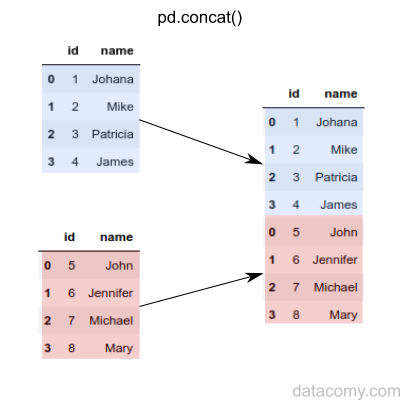 pd.concat()
id name
0 1 Johana
1 2 Mike
2 3 Patricia
3 4 James
id name
0 5 John
1 6 Jennifer
2 7 Michael
3 8 Mary
id name
0 1 Johana
1 2 Mike
2 3 Patricia
3 4 James
0 5 John
1 6 Jennifer
2 7 Michael
3 8 Mary
datacomy.com